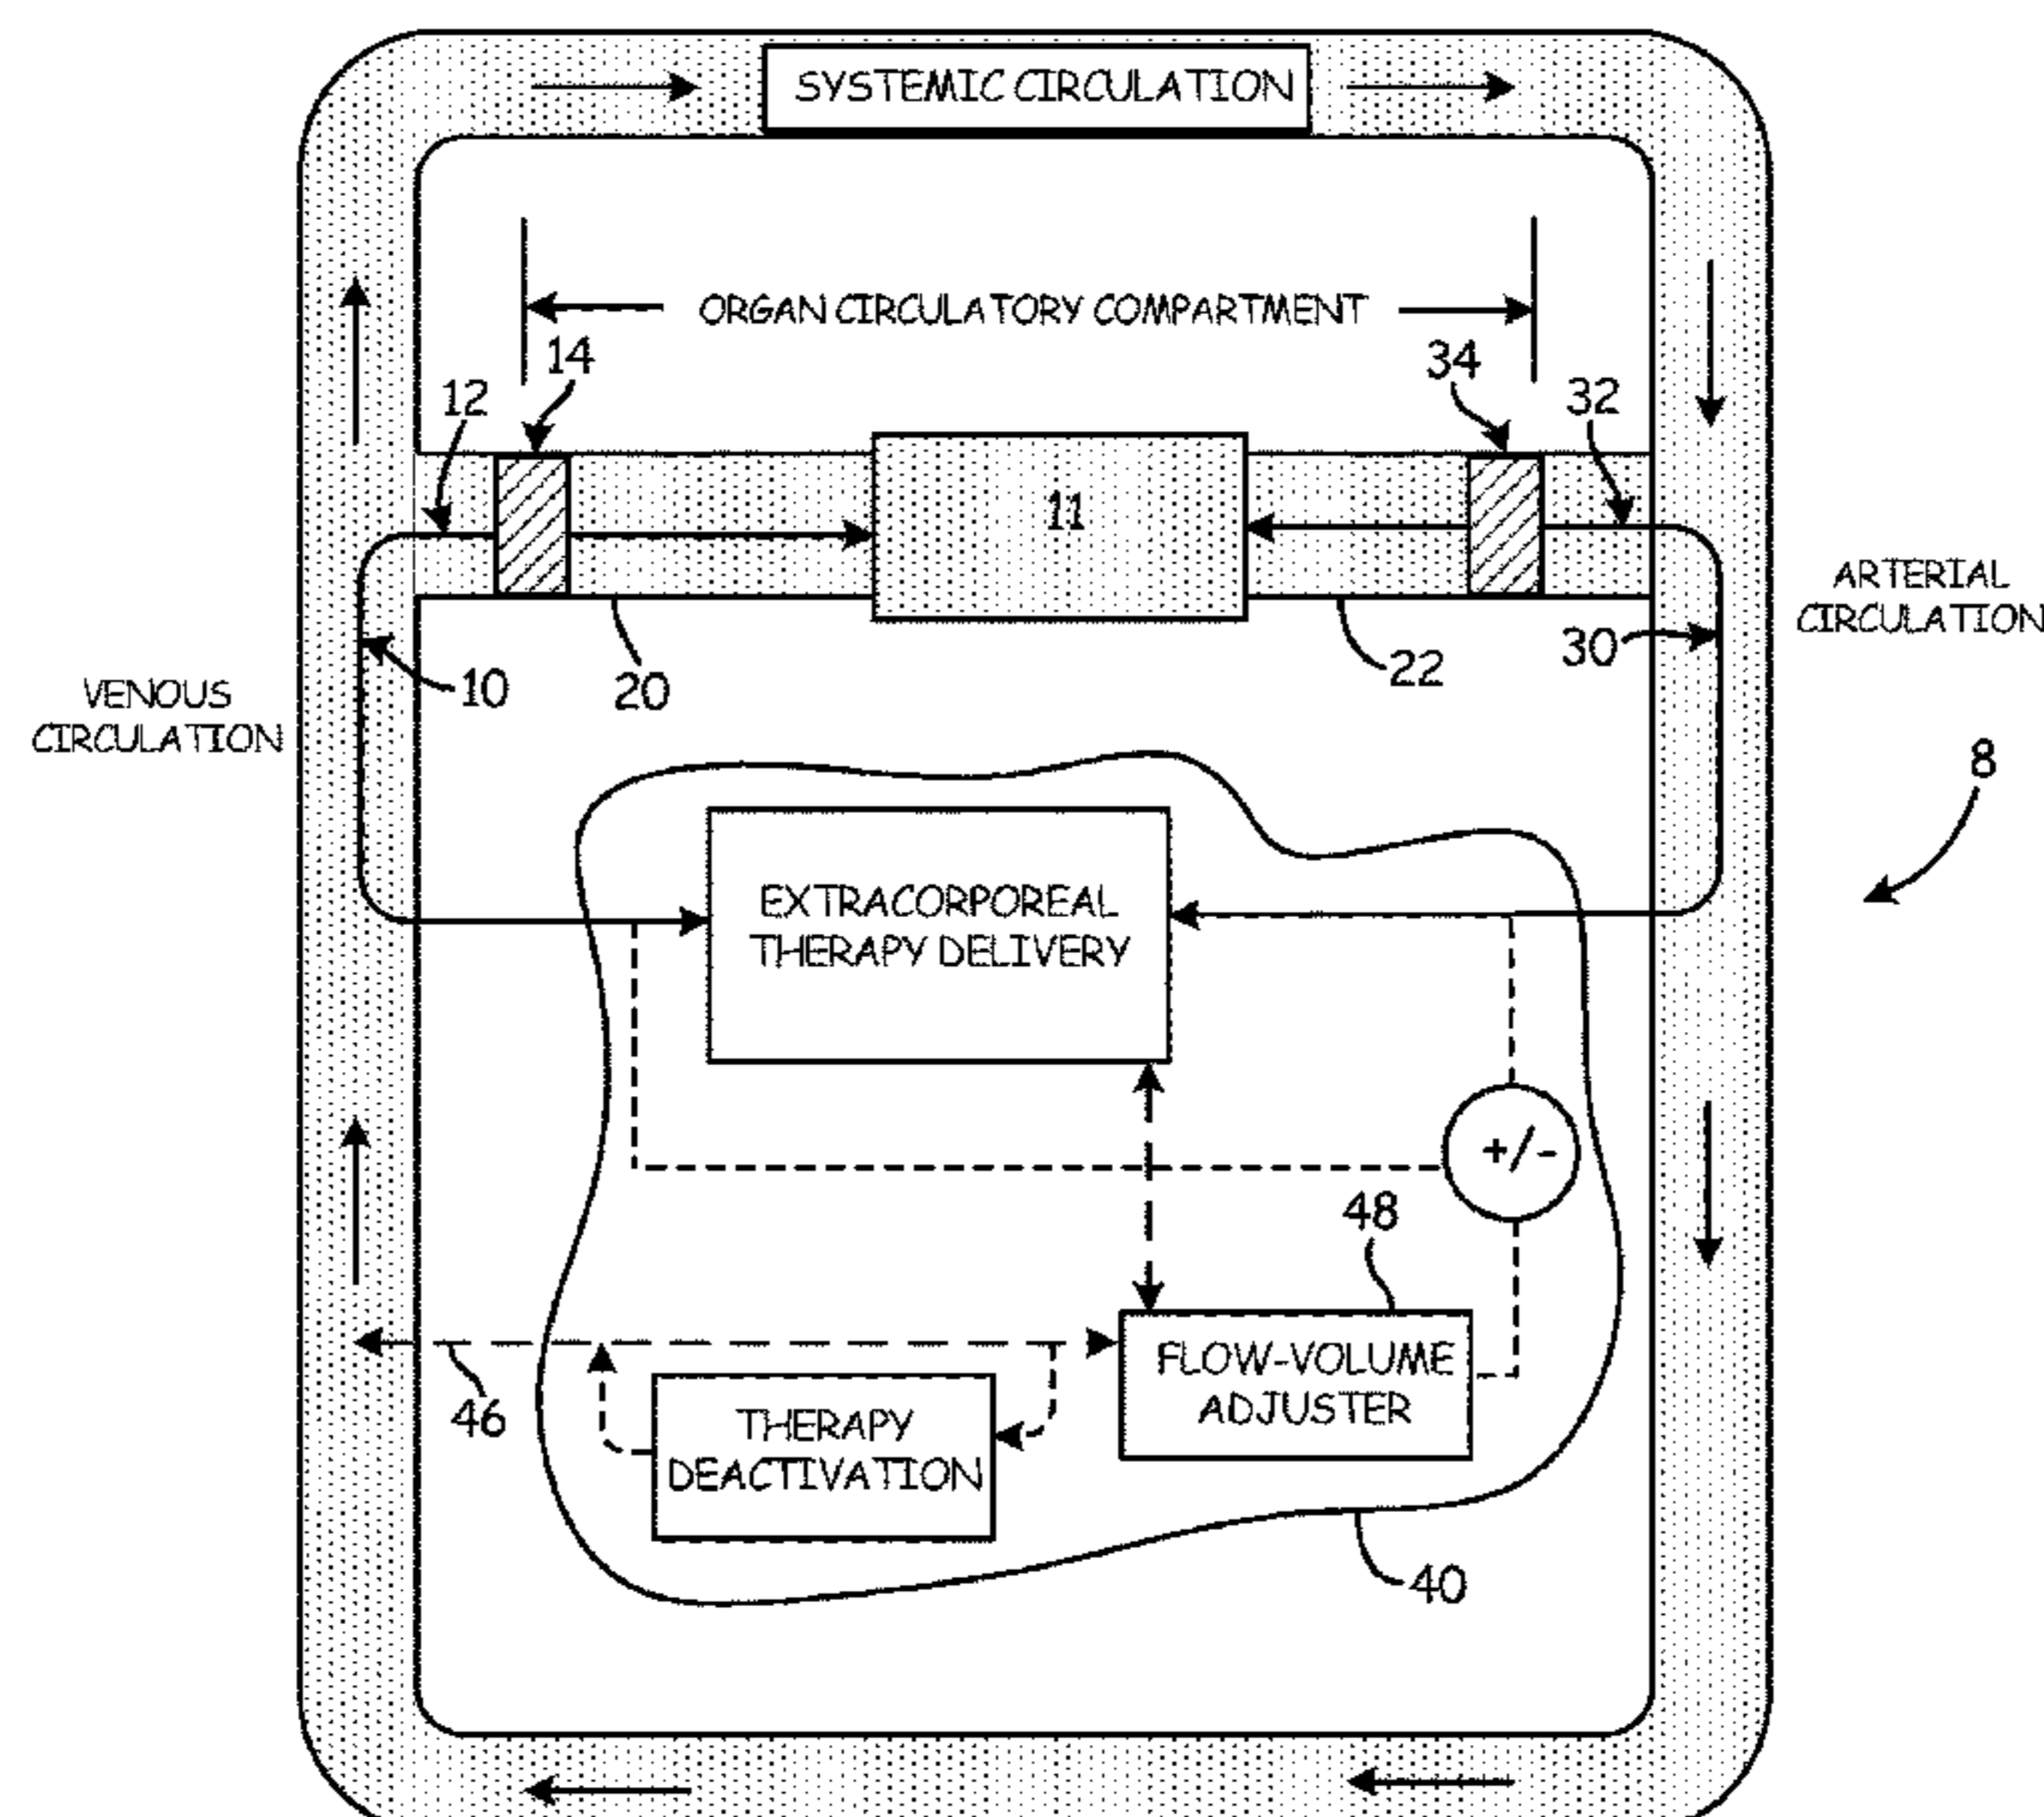 SYSTEMIC CIRCULATION
ORGAN CIRCULATORY COMPARTMENT
14
34
12
32
11
ARTERIAL
CIRCULATION
30
22
10
20
VENOUS
CIRCULATION
8
EXTRACORPOREAL
THERAPY DELIVERY
+/-
48
FLOW-VOLUME
ADJUSTER
46
THERAPY
DEACTIVATION
40